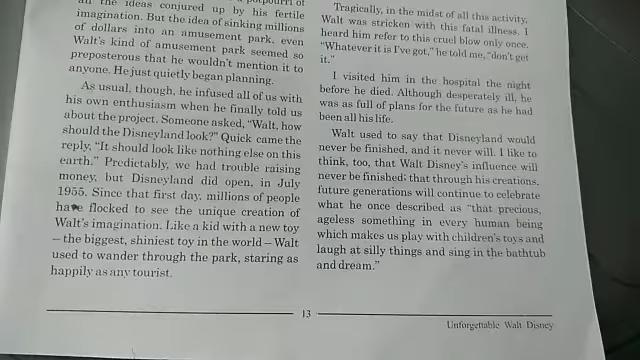 all the ideas conjured up by his fertile
imagination. But the idea of sinking millions
of dollars into an amusement park, even
Walt's kind of amusement park seemed so
preposterous that he wouldn't mention it to
anyone. He just quietly began planning.
As usual, though, he infused all of us with
his own enthusiasm when he finally told us
about the project. Someone asked, "Walt, how
should the Disneyland look?" Quick came the
reply, "It should look like nothing else on this
earth." Predictably, we had trouble raising
money, but Disneyland did open, in July
1955. Since that first day, millions of people
have flocked to see the unique creation of
Walt's imagination. Like a kid with a new toy
– the biggest, shiniest toy in the world – Walt
used to wander through the park, staring as
happily as any tourist.
Tragically, in the midst of all this activity,
Walt was stricken with this fatal illness. I
heard him refer to this cruel blow only once.
"Whatever it is I've got," he told me, "don't get
it."
I visited him in the hospital the night
before he died. Although desperately ill, he
was as full of plans for the future as he had
been all his life.
Walt used to say that Disneyland would
never be finished, and it never will. I like to
think, too, that Walt Disney's influence will
never be finished; that through his creations,
future generations will continue to celebrate
what he once described as "that precious,
ageless something in every human being
which makes us play with children's toys and
laugh at silly things and sing in the bathtub
and dream."
13
Unforgettable Walt Disney